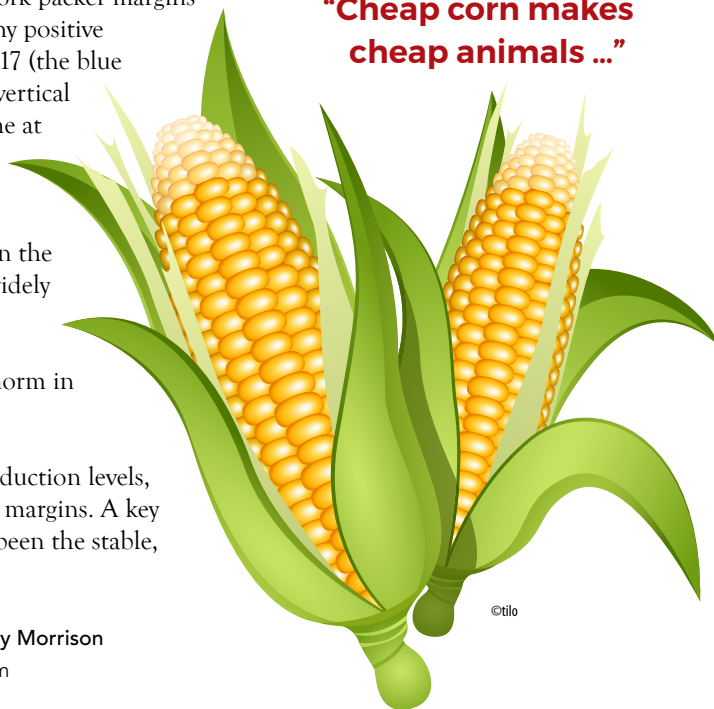 ork packer margins
ny positive
17 (the blue
vertical
ne at
n the
idely
norm in
duction levels,
margins. A key
been the stable,
y Morrison
m
"Cheap corn makes
cheap animals ..."
©tilo